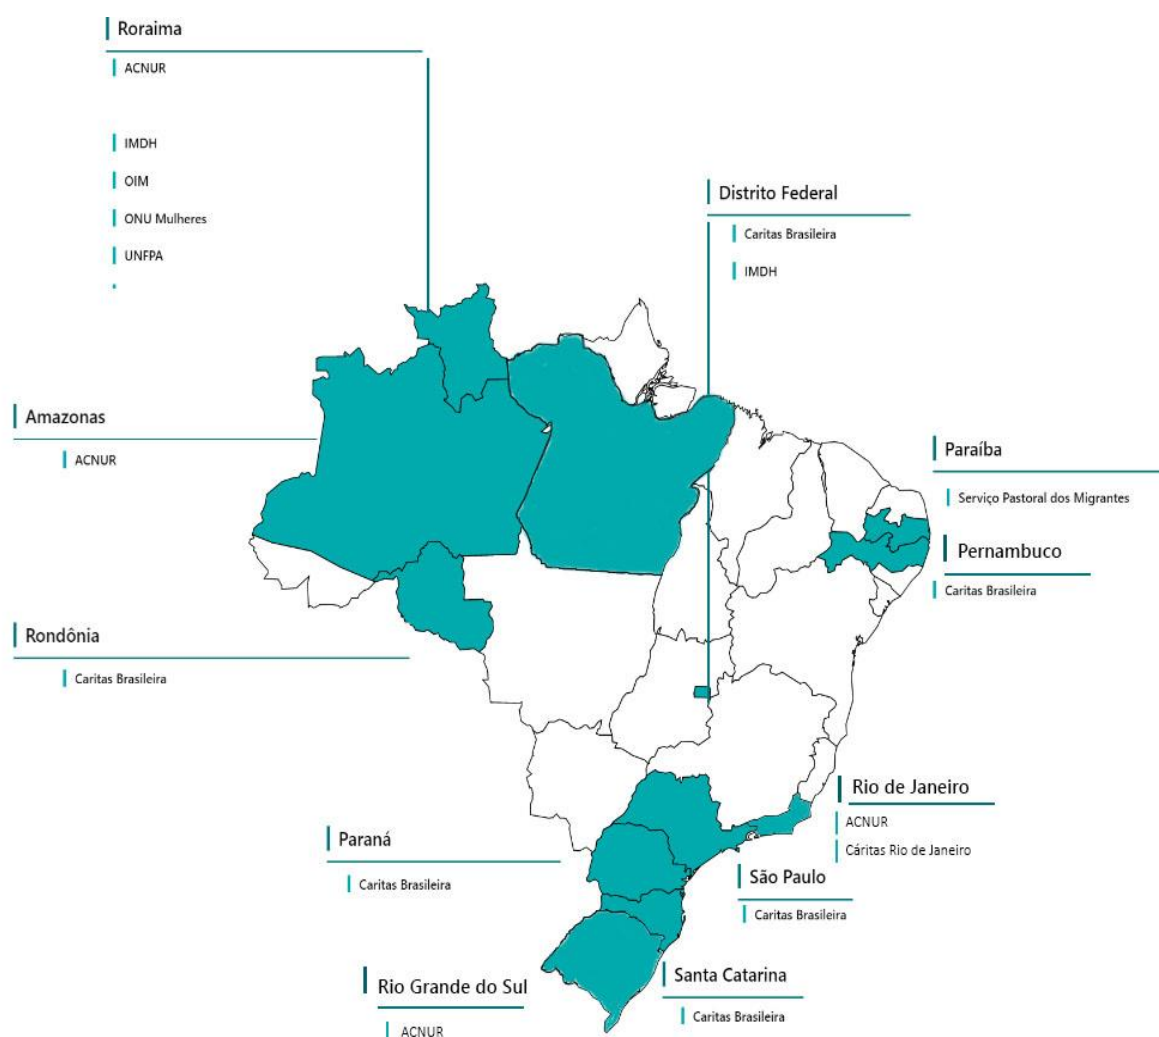 Roraima
ACNUR
IMDH
OIM
ONU Mulheres
UNFPA
Distrito Federal
Caritas Brasileira
IMDH
Amazonas
ACNUR
Paraíba
Serviço Pastoral dos Migrantes
Pernambuco
Caritas Brasileira
Rondônia
Caritas Brasileira
Rio de Janeiro
ACNUR
Cáritas Rio de Janeiro
Paraná
Caritas Brasileira
São Paulo
Caritas Brasileira
Rio Grande do Sul
ACNUR
Santa Catarina
Caritas Brasileira